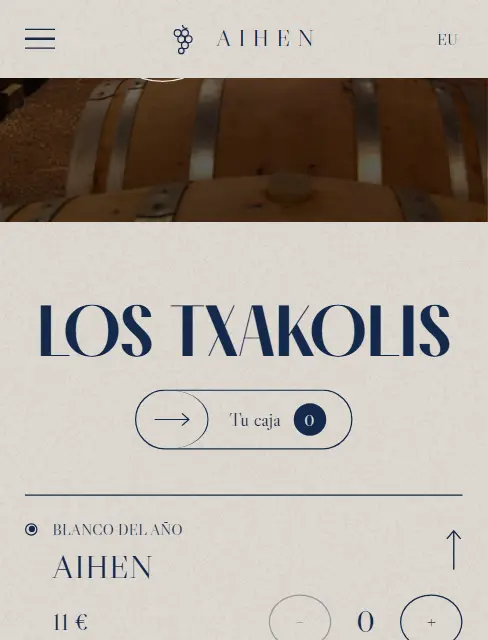 AIHEN
EU
LOS TXAKOLIS
Tu caja 0
BLANCO DEL AÑO
AIHEN
11 €
- 0 +